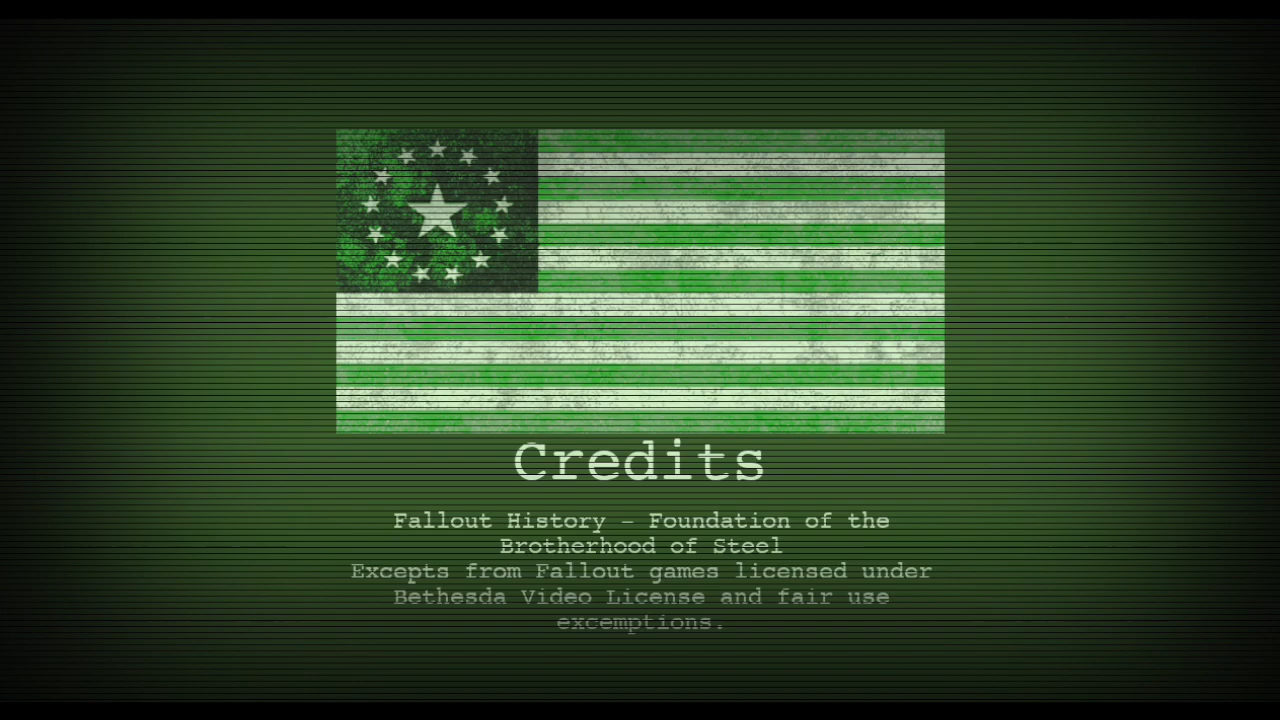 Credits
Fallout History - Foundation of the
Brotherhood of Steel
Excepts from Fallout games licensed under
Bethesda Video License and fair use
excemptions.